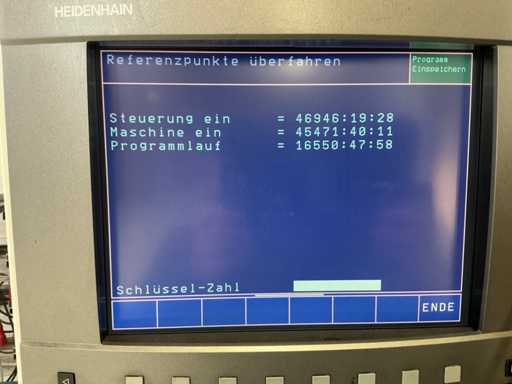 HEIDENHAIN
Referenzpunkte überfahren
Programm
Einspeichern
Steuerung ein = 46946:19:28
Maschine ein = 45471:40:11
Programmlauf = 16550:47:58
Schlüssel-Zahl
ENDE